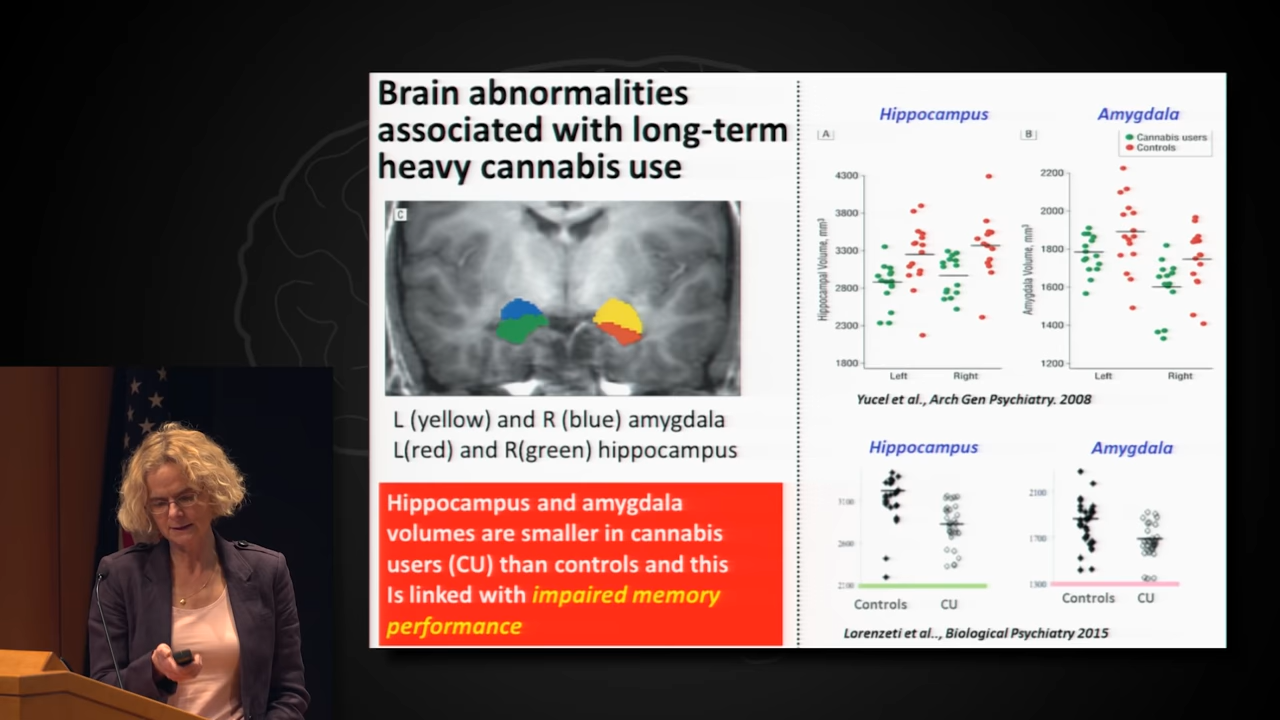 Brain abnormalities
associated with long-term
heavy cannabis use
C
L (yellow) and R (blue) amygdala
L(red) and R(green) hippocampus
Hippocampus and amygdala
volumes are smaller in cannabis
users (CU) than controls and this
Is linked with impaired memory
performance
Hippocampus
A
Hippocampal Volume, mm³
4300
3800
3300
2800
2300
1800
Left Right
Amygdala
B
Cannabis users
Controls
Amygdala Volume, mm³
2200
2000
1800
1600
1400
1200
Left Right
Yucel et al., Arch Gen Psychiatry. 2008
Hippocampus
3100
2600
2100
Controls CU
Amygdala
2100
1700
1300
Controls CU
Lorenzeti et al.., Biological Psychiatry 2015